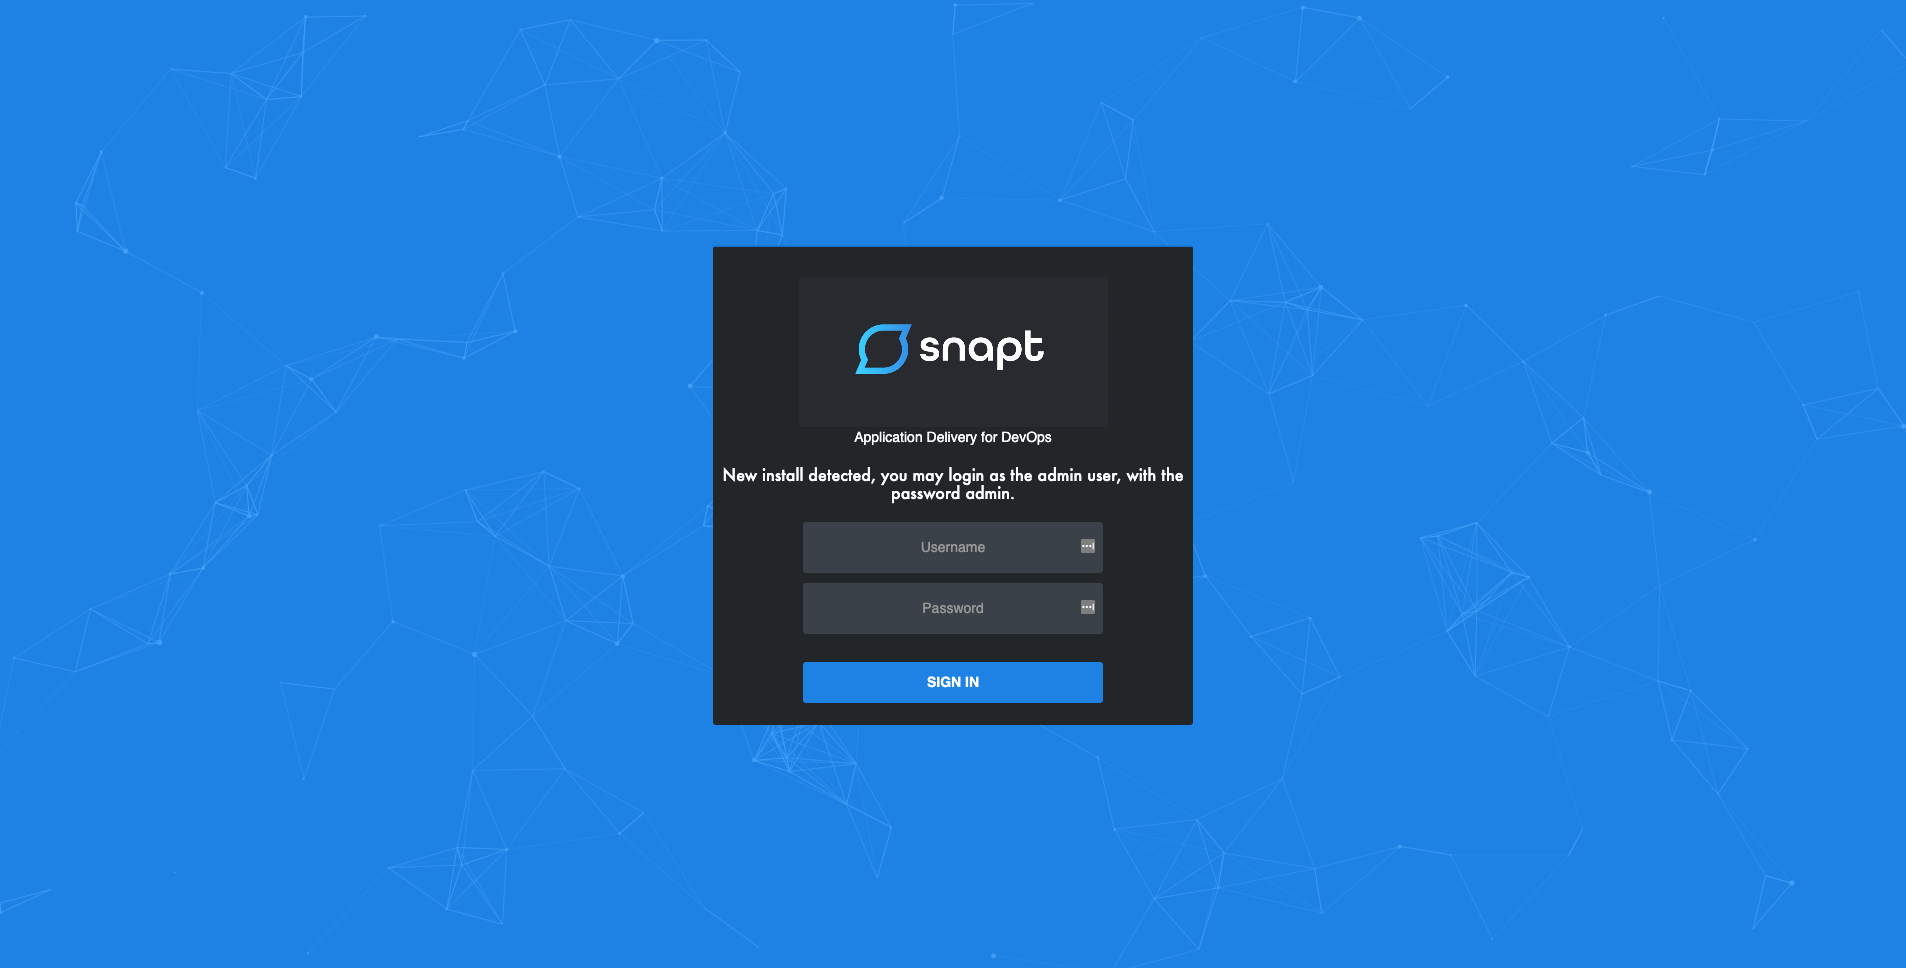 snapt
Application Delivery for DevOps
New install detected, you may login as the admin user, with the
password admin.
Username
Password
SIGN IN